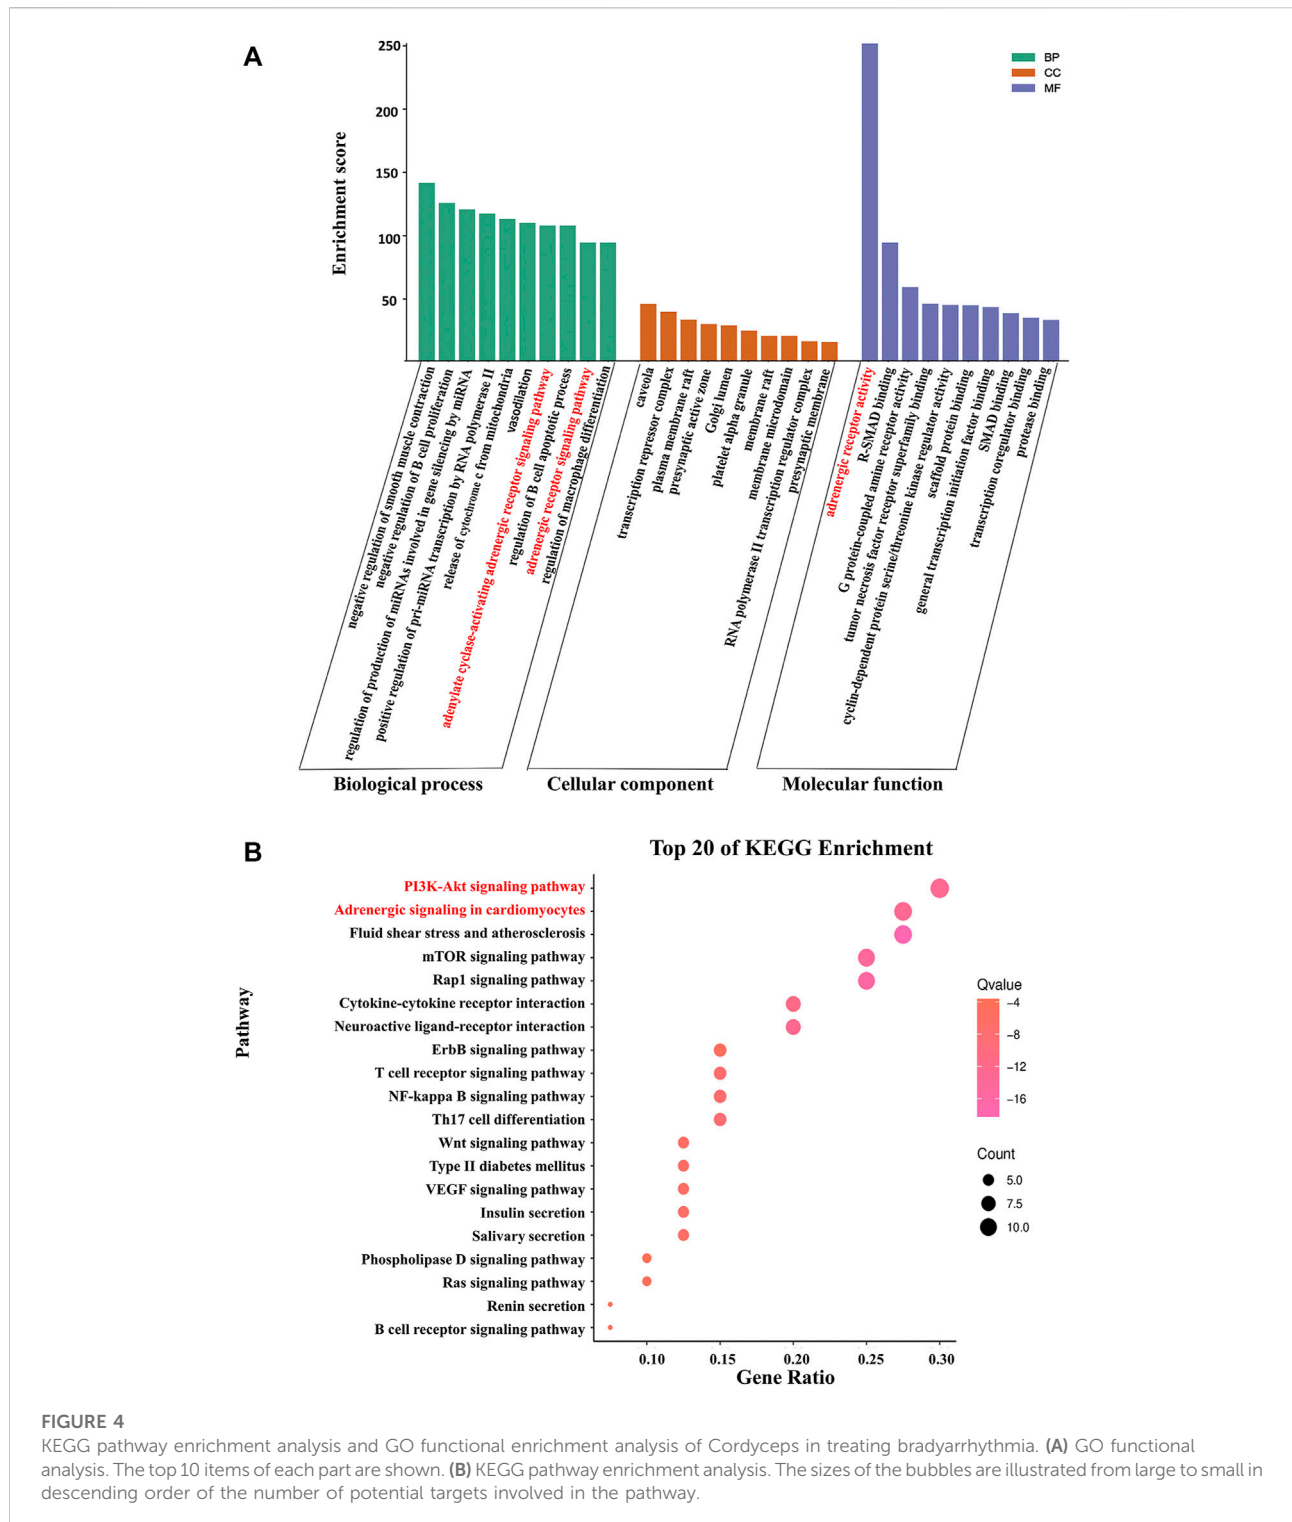 A
250
200
150
100
50
Enrichment score
BP
CC
MF
negative regulation of smooth muscle contraction
negative regulation of B cell proliferation
regulation of production of miRNAs involved in gene silencing by miRNA
positive regulation of pri-miRNA transcription by RNA polymerase II
release of cytochrome c from mitochondria
vasodilation
adenylate cyclase-activating adrenergic receptor signaling pathway
regulation of B cell apoptotic process
adrenergic receptor signaling pathway
regulation of macrophage differentiation
caveola
transcription repressor complex
plasma membrane raft
presynaptic active zone
Golgi lumen
platelet alpha granule
membrane raft
membrane microdomain
RNA polymerase II transcription regulator complex
presynaptic membrane
adrenergic receptor activity
R-SMAD binding
G protein-coupled amine receptor activity
tumor necrosis factor receptor superfamily binding
cyclin-dependent protein serine/threonine kinase regulator activity
scaffold protein binding
general transcription initiation factor binding
SMAD binding
transcription coregulator binding
protease binding
Biological process
Cellular component
Molecular function
B
Top 20 of KEGG Enrichment
Pathway
PI3K-Akt signaling pathway
Adrenergic signaling in cardiomyocytes
Fluid shear stress and atherosclerosis
mTOR signaling pathway
Rap1 signaling pathway
Cytokine-cytokine receptor interaction
Neuroactive ligand-receptor interaction
ErbB signaling pathway
T cell receptor signaling pathway
NF-kappa B signaling pathway
Th17 cell differentiation
Wnt signaling pathway
Type II diabetes mellitus
VEGF signaling pathway
Insulin secretion
Salivary secretion
Phospholipase D signaling pathway
Ras signaling pathway
Renin secretion
B cell receptor signaling pathway
0.10 0.15 0.20 0.25 0.30
Gene Ratio
Qvalue
−4
−8
−12
−16
Count
5.0
7.5
10.0
FIGURE 4
KEGG pathway enrichment analysis and GO functional enrichment analysis of Cordyceps in treating bradyarrhythmia. (A) GO functional
analysis. The top 10 items of each part are shown. (B) KEGG pathway enrichment analysis. The sizes of the bubbles are illustrated from large to small in
descending order of the number of potential targets involved in the pathway.